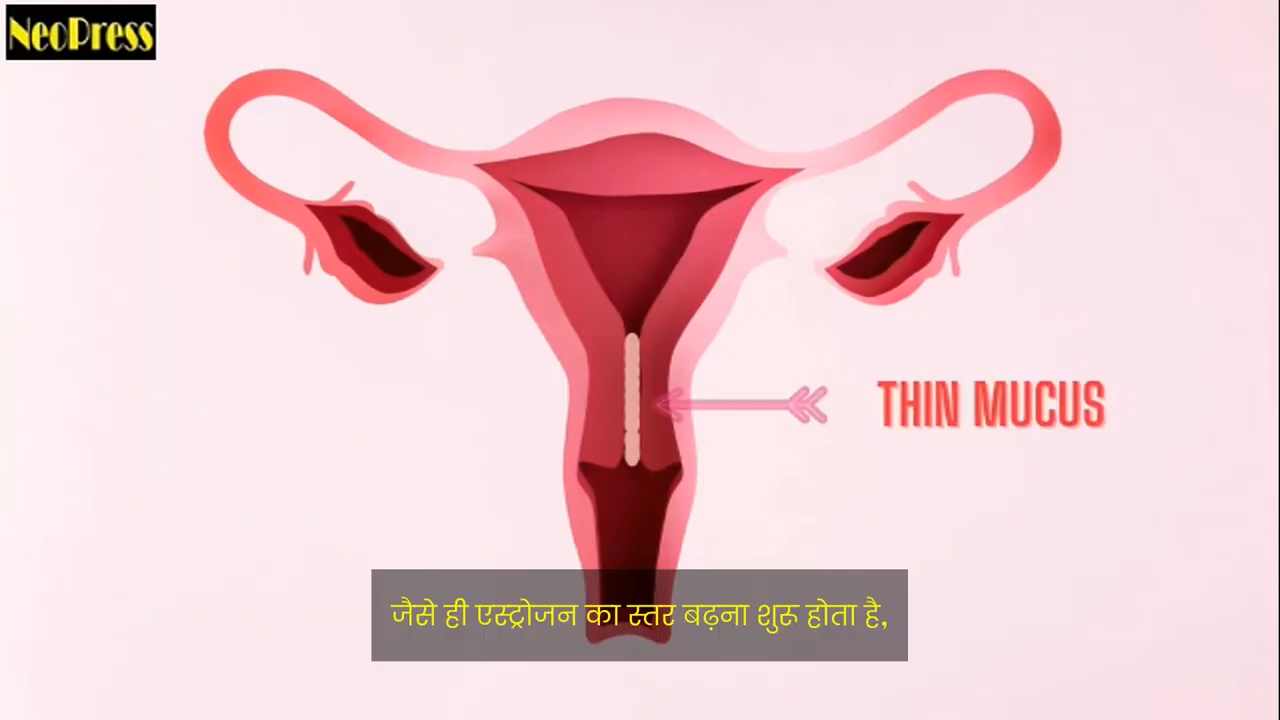 NeoPress
THIN MUCUS
जैसे ही एस्ट्रोजन का स्तर बढ़ना शुरू होता है,